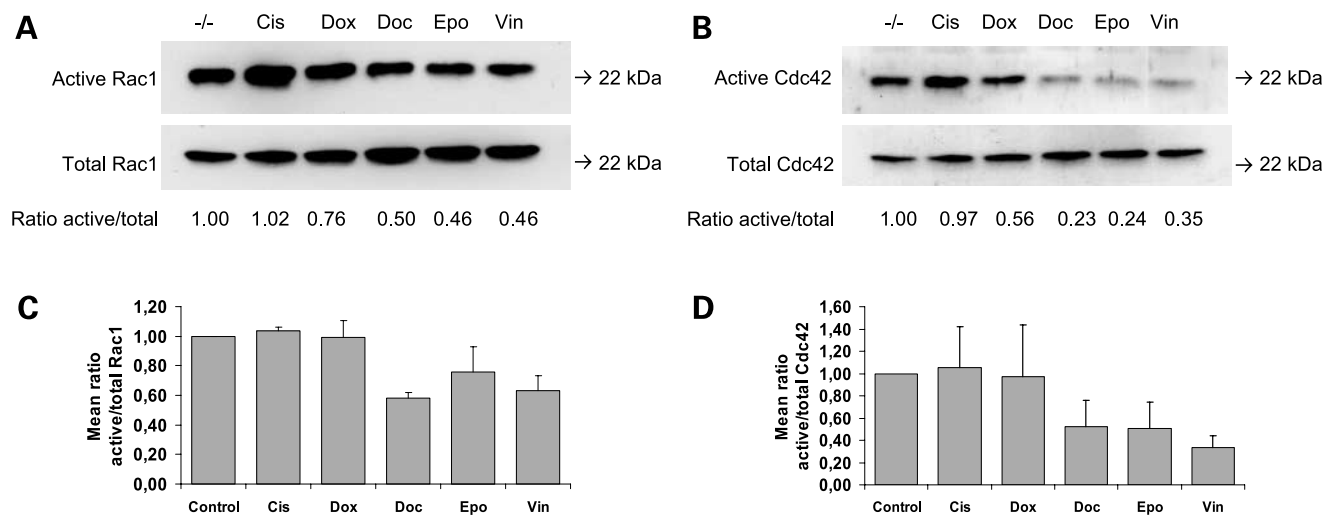 A
-/- Cis Dox Doc Epo Vin
Active Rac1
→ 22 kDa
Total Rac1
→ 22 kDa
Ratio active/total 1.00 1.02 0.76 0.50 0.46 0.46
B
-/- Cis Dox Doc Epo Vin
Active Cdc42
→ 22 kDa
Total Cdc42
→ 22 kDa
Ratio active/total 1.00 0.97 0.56 0.23 0.24 0.35
C
Mean ratio
active/total Rac1
1,20
1,00
0,80
0,60
0,40
0,20
0,00
Control Cis Dox Doc Epo Vin
D
Mean ratio
active/total Cdc42
1,60
1,40
1,20
1,00
0,80
0,60
0,40
0,20
0,00
Control Cis Dox Doc Epo Vin